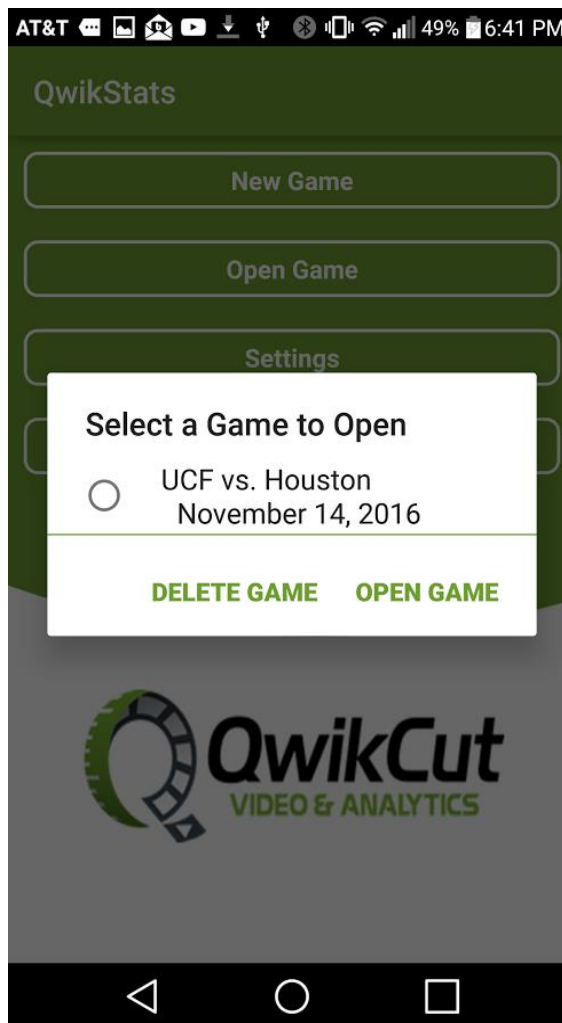 AT&T 49% 6:41 PM
QwikStats
New Game
Open Game
Settings
Select a Game to Open
UCF vs. Houston
November 14, 2016
DELETE GAME OPEN GAME
QwikCut
VIDEO & ANALYTICS